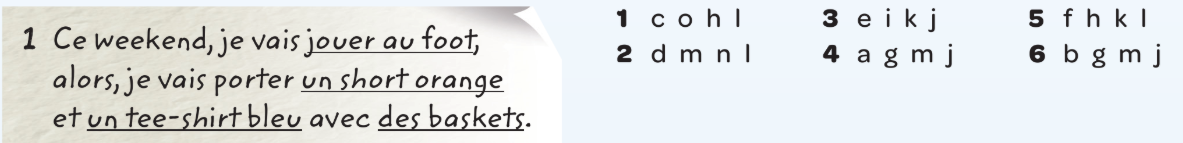 1 Ce weekend, je vais jouer au foot,
alors, je vais porter un short orange
et un tee-shirt bleu avec des baskets.
1 c o h l
2 d m n l
3 e i k j
4 a g m j
5 f h k l
6 b g m j